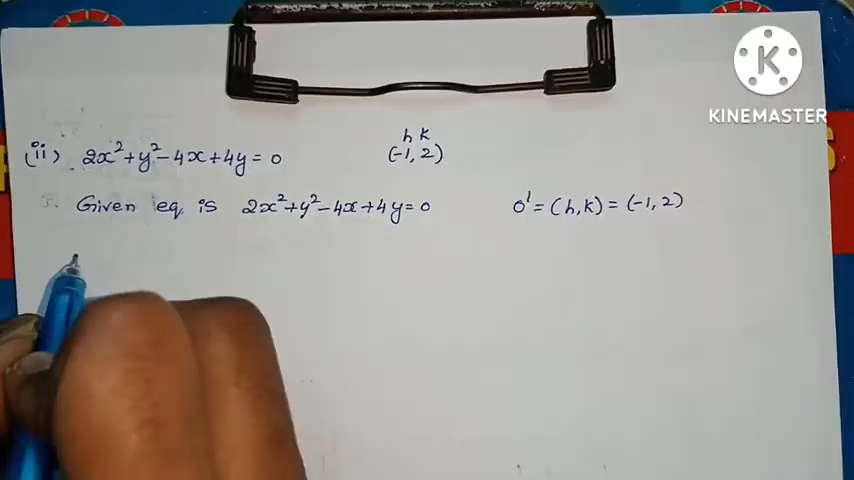 K
KINEMASTER
h k
(ii) 2x²+y²-4x+4y=0 (-1,2)
Given eq. is 2x²+y²-4x+4y=0 O'=(h,k)=(-1,2)